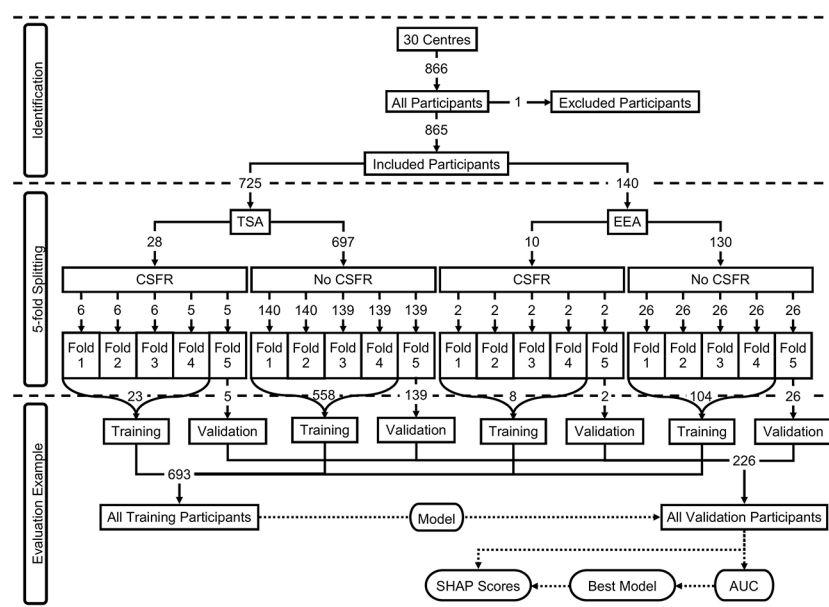 Identification
30 Centres
866
All Participants
1
Excluded Participants
865
Included Participants
725
140
5-fold Splitting
TSA
EEA
28
697
10
130
CSFR
No CSFR
CSFR
No CSFR
6 6 6 5 5
140 140 139 139 139
2 2 2 2 2
26 26 26 26 26
Fold 1
Fold 2
Fold 3
Fold 4
Fold 5
Fold 1
Fold 2
Fold 3
Fold 4
Fold 5
Fold 1
Fold 2
Fold 3
Fold 4
Fold 5
Fold 1
Fold 2
Fold 3
Fold 4
Fold 5
23
5
558
139
8
2
104
26
Evaluation Example
Training
Validation
Training
Validation
Training
Validation
Training
Validation
693
226
All Training Participants
Model
All Validation Participants
SHAP Scores
Best Model
AUC